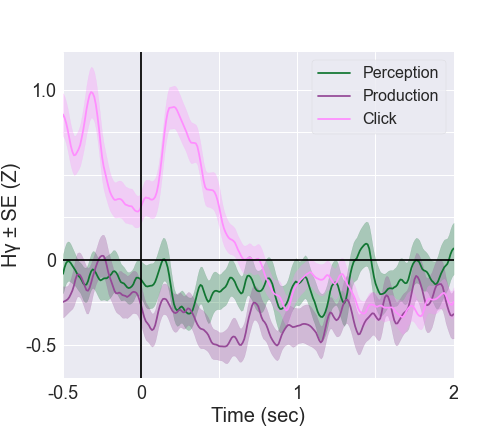 Perception
Production
Click
Hγ ± SE (Z)
1.0
0
-0.5
-0.5
0
1
2
Time (sec)